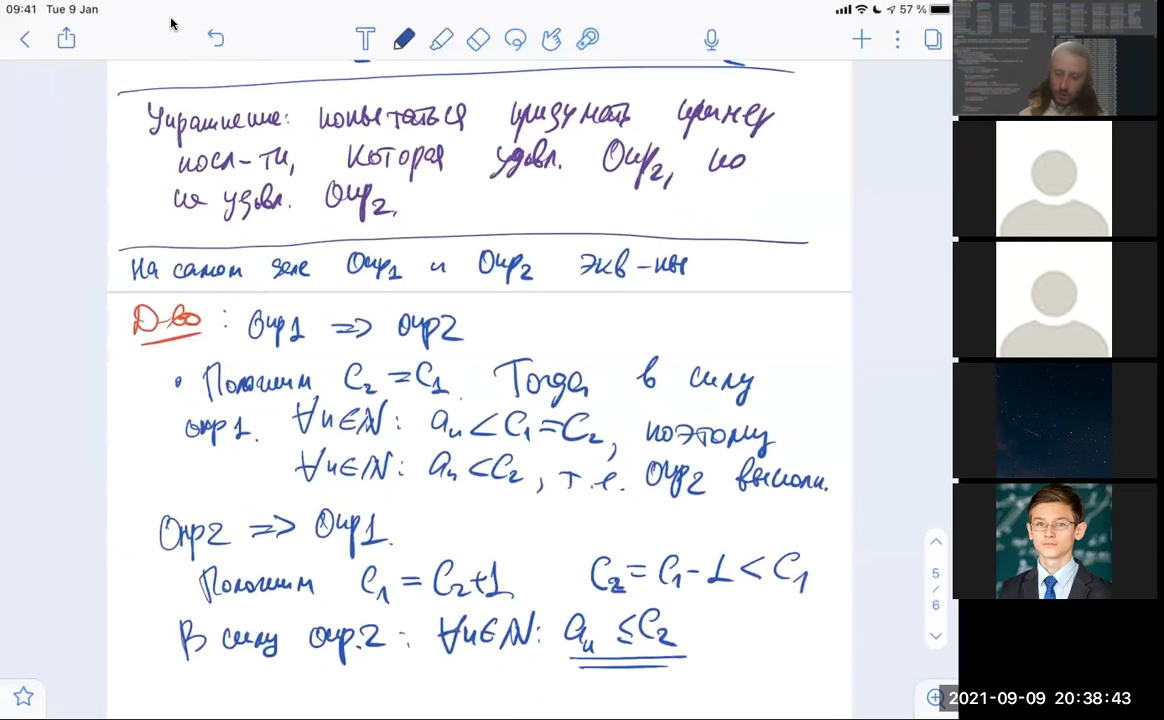 09:41 Tue 9 Jan
57 %
Упражнение: попытаться придумать пример
посл-ти, которая удовл. Опр2, но
не удовл. Опр2,
На самом деле Опр1 и Опр2 экв-ны
Д-во: Опр1 => опр2
• Положим C₂ = C₁. Тогда в силу
опр1. ∀n∈ℕ: aₙ < C₁ = C₂, поэтому
∀n∈ℕ: aₙ < C₂, т.е. Опр2 выполн.
Опр2 => Опр1.
Положим C₁ = C₂+1, C₂ = C₁ - 1 < C₁
В силу опр.2: ∀n∈ℕ: aₙ ≤ C₂
5
/
6
2021-09-09 20:38:43